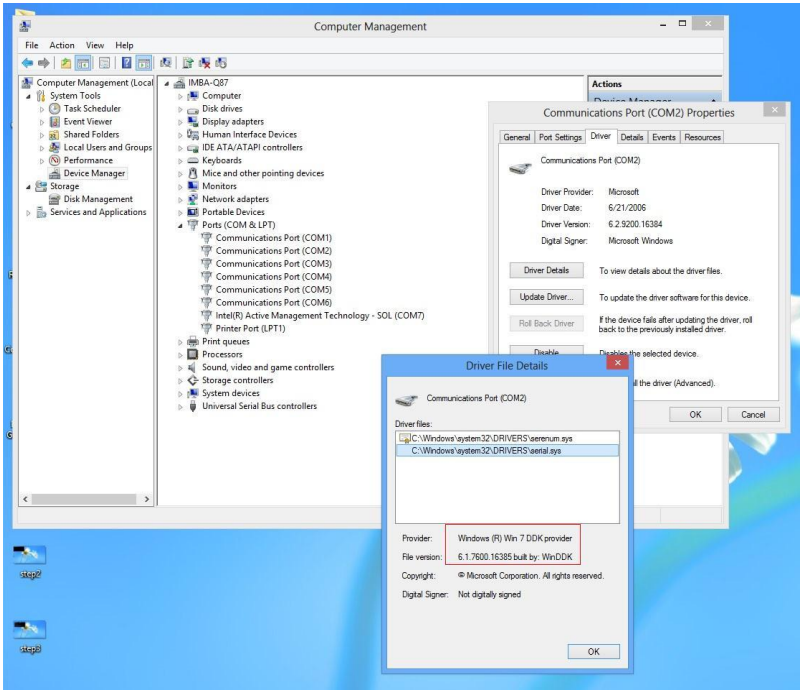 Computer Management
File Action View Help
Computer Management (Local
System Tools
Task Scheduler
Event Viewer
Shared Folders
Local Users and Groups
Performance
Device Manager
Storage
Disk Management
Services and Applications
IMBA-Q87
Computer
Disk drives
Display adapters
Human Interface Devices
IDE ATA/ATAPI controllers
Keyboards
Mice and other pointing devices
Monitors
Network adapters
Portable Devices
Ports (COM & LPT)
Communications Port (COM1)
Communications Port (COM2)
Communications Port (COM3)
Communications Port (COM4)
Communications Port (COM5)
Communications Port (COM6)
Intel(R) Active Management Technology - SOL (COM7)
Printer Port (LPT1)
Print queues
Processors
Sound, video and game controllers
Storage controllers
System devices
Universal Serial Bus controllers
Actions
Device Manager
Communications Port (COM2) Properties
General Port Settings Driver Details Events Resources
Communications Port (COM2)
Driver Provider: Microsoft
Driver Date: 6/21/2006
Driver Version: 6.2.9200.16384
Digital Signer: Microsoft Windows
Driver Details To view details about the driver files.
Update Driver... To update the driver software for this device.
Roll Back Driver If the device fails after updating the driver, roll
back to the previously installed driver.
Disable Disables the selected device.
the driver (Advanced).
OK Cancel
Driver File Details
Communications Port (COM2)
Driver files:
C:\Windows\system32\DRIVERS\serenum.sys
C:\Windows\system32\DRIVERS\serial.sys
Provider: Windows (R) Win 7 DDK provider
File version: 6.1.7600.16385 built by: WinDDK
Copyright: © Microsoft Corporation. All rights reserved.
Digital Signer: Not digitally signed
OK
step2
step3